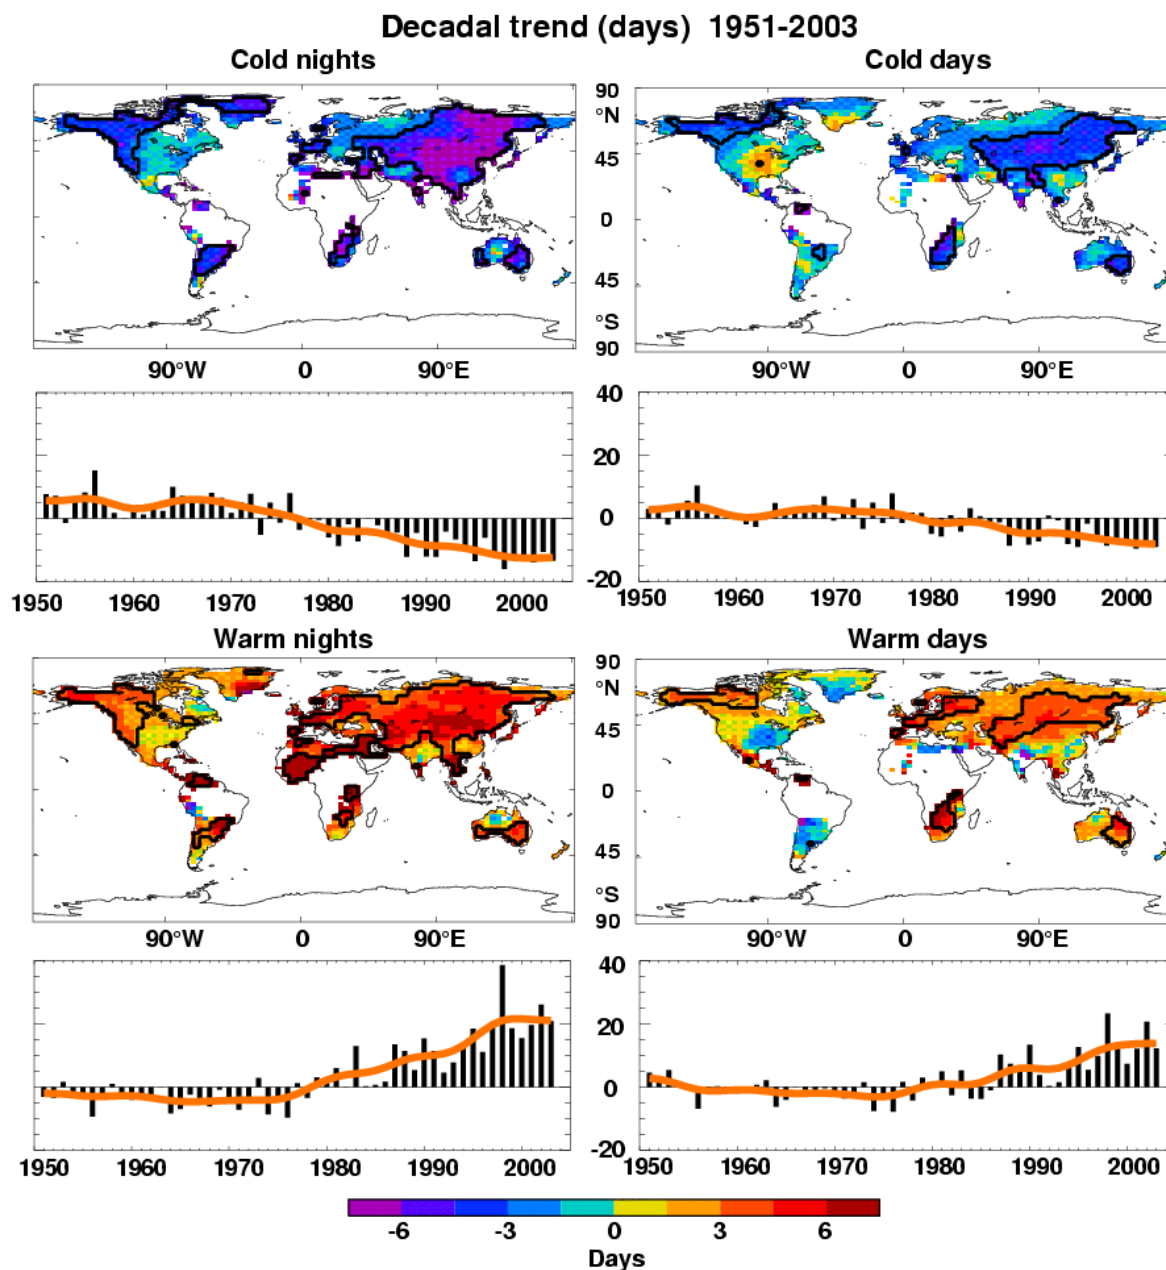 Decadal trend (days) 1951-2003
Cold nights
Cold days
90
°N
45
0
45
°S
90
90°W 0 90°E
90°W 0 90°E
40
20
0
-20
1950 1960 1970 1980 1990 2000
1950 1960 1970 1980 1990 2000
Warm nights
Warm days
90
°N
45
0
45
°S
90
90°W 0 90°E
90°W 0 90°E
40
20
0
-20
1950 1960 1970 1980 1990 2000
1950 1960 1970 1980 1990 2000
-6 -3 0 3 6
Days